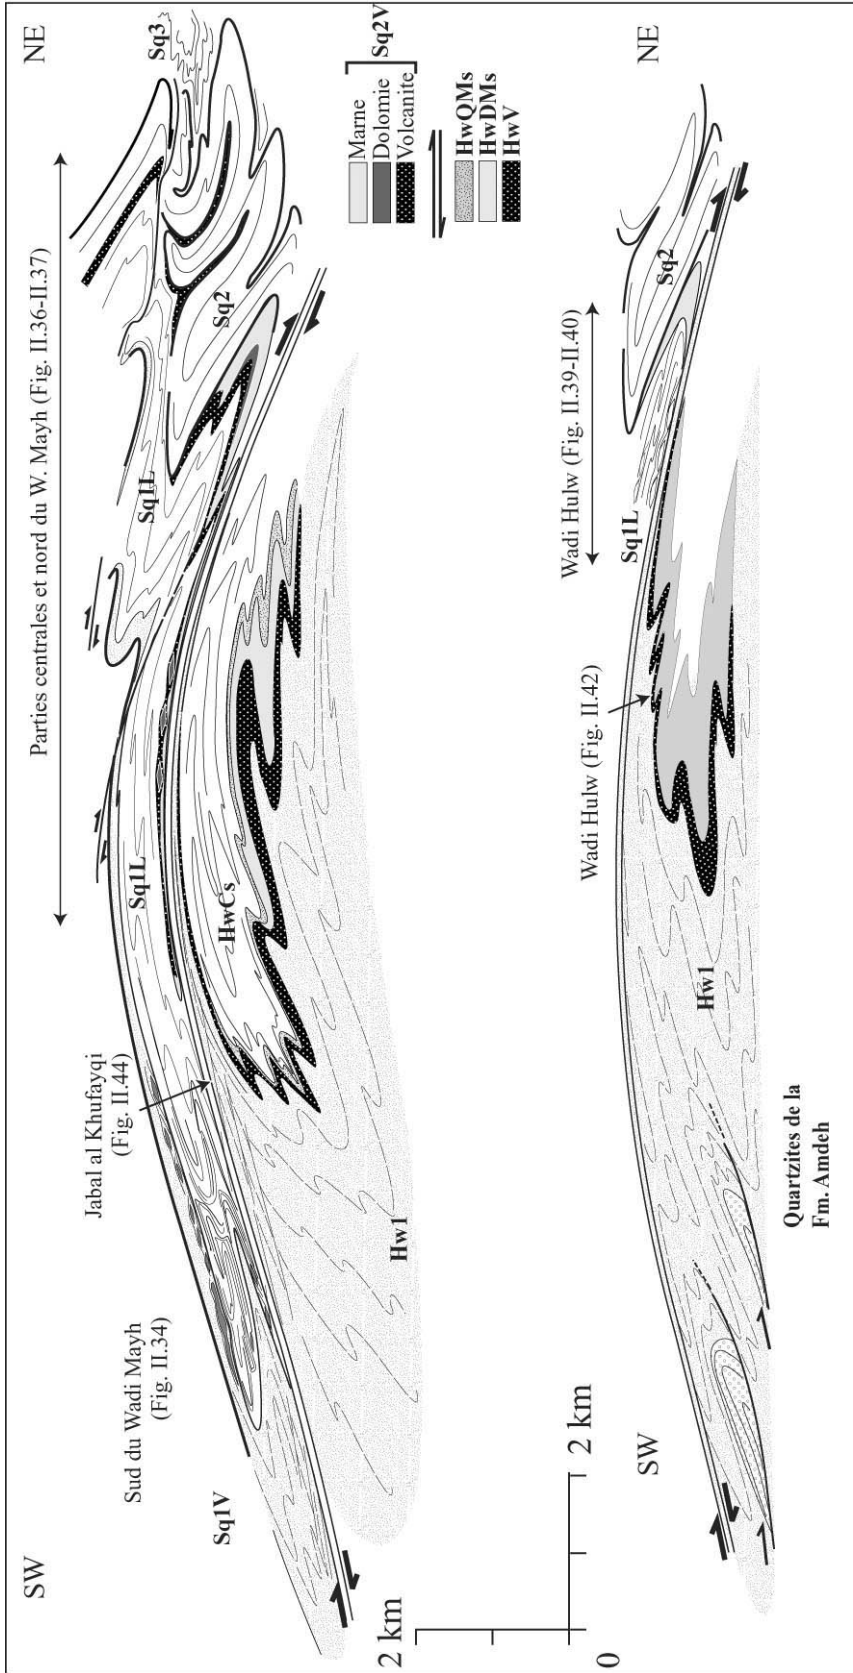 SW
NE
Parties centrales et nord du W. Mayh (Fig. II.36-II.37)
Jabal al Khufayqi
(Fig. II.44)
Sud du Wadi Mayh
(Fig. II.34)
Sq1V
Sq1L
Sq1L
Sq2
Sq3
HwCs
Hw1
Marne
Dolomie
Volcanite
Sq2V
HwQMs
HwDMs
HwV
2 km
0
2 km
SW
NE
Wadi Hulw (Fig. II.42)
Wadi Hulw (Fig. II.39-II.40)
Sq1L
Sq2
Hw1
Quartzites de la
Fm. Amdeh